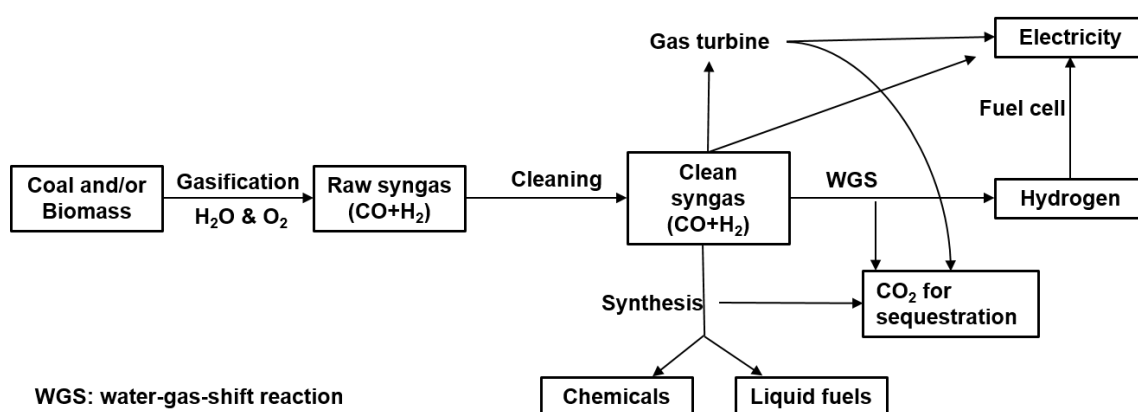 Gas turbine
Electricity
Fuel cell
Coal and/or
Biomass
Gasification
H₂O & O₂
Raw syngas
(CO+H₂)
Cleaning
Clean
syngas
(CO+H₂)
WGS
Hydrogen
Synthesis
CO₂ for
sequestration
Chemicals
Liquid fuels
WGS: water-gas-shift reaction